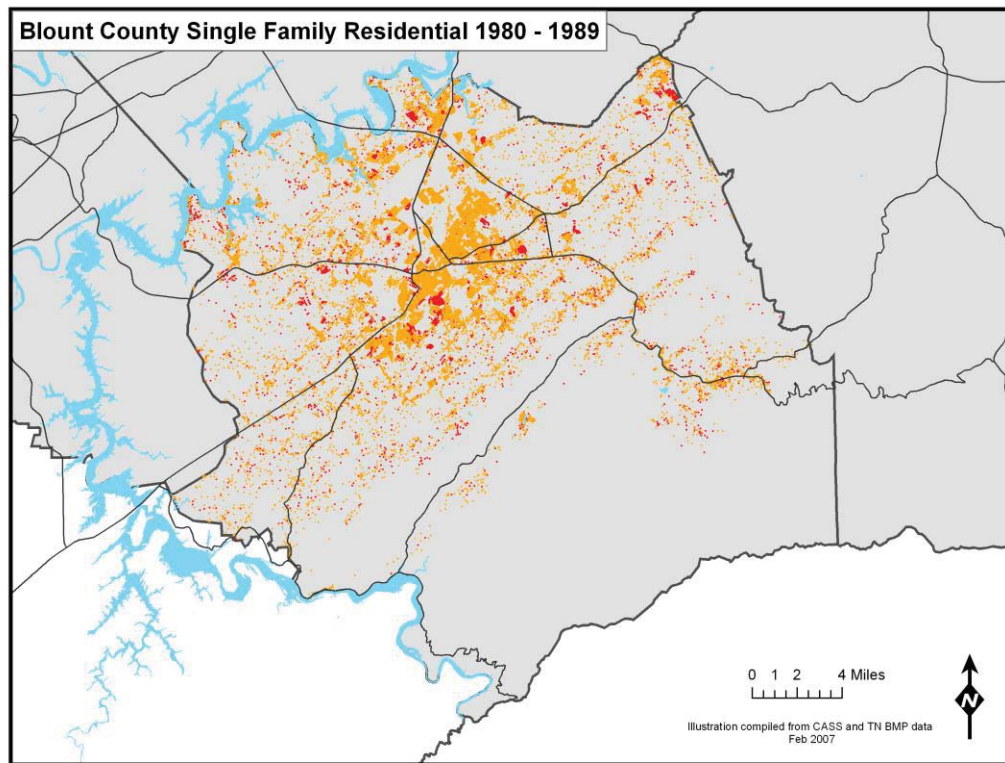 Blount County Single Family Residential 1980 - 1989
0 1 2 4 Miles
N
Illustration compiled from CASS and TN BMP data
Feb 2007